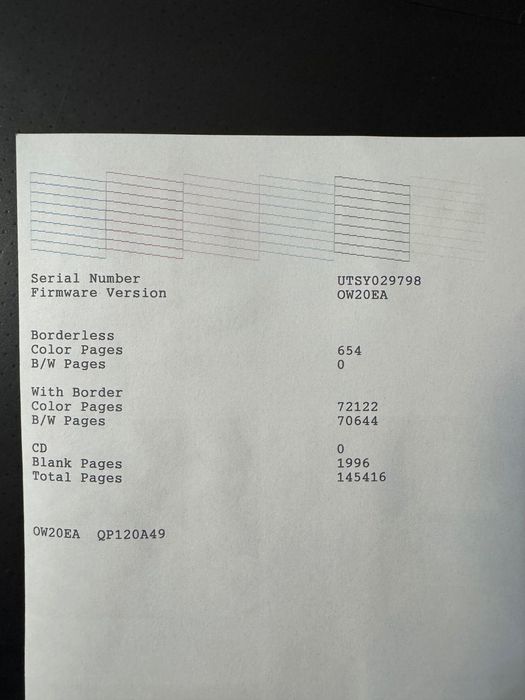 Serial Number UTSY029798
Firmware Version OW20EA
Borderless
Color Pages 654
B/W Pages 0
With Border
Color Pages 72122
B/W Pages 70644
CD 0
Blank Pages 1996
Total Pages 145416
OW20EA QP120A49